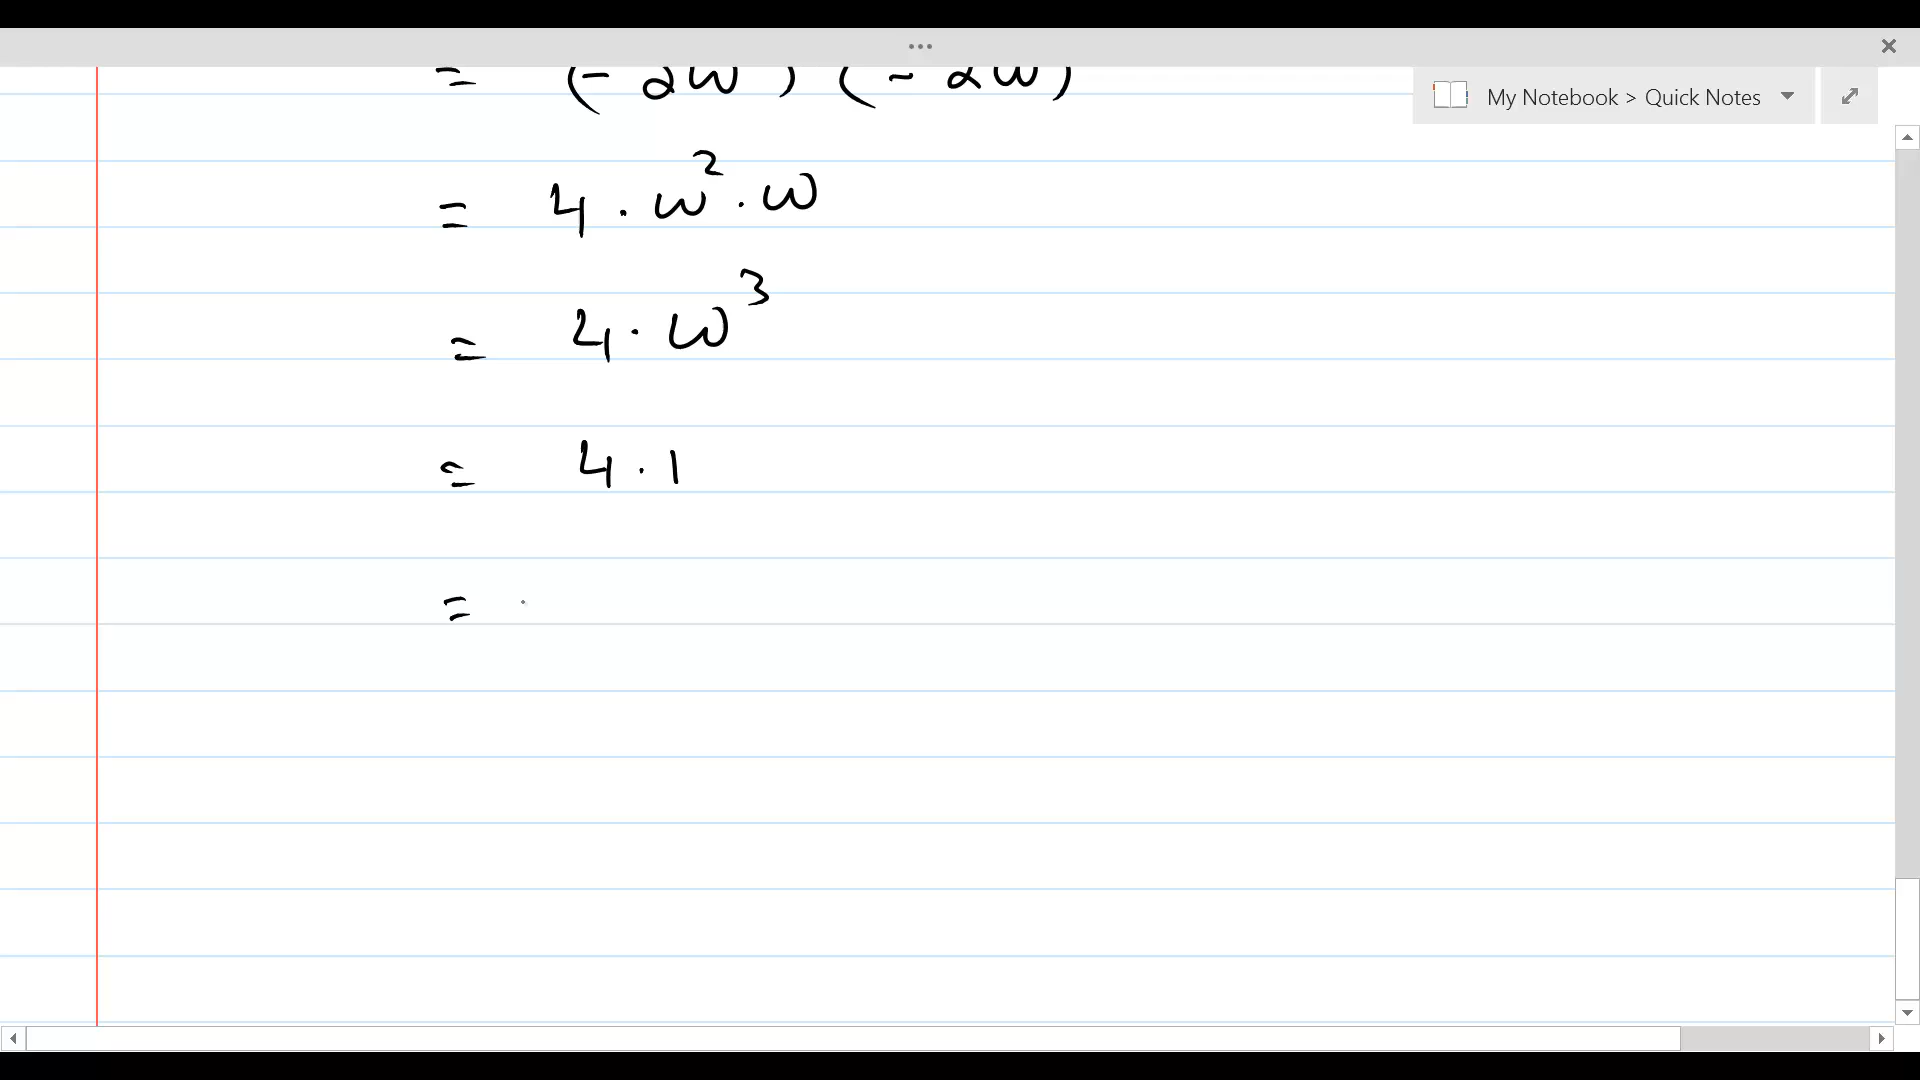 = (-2ω) (-2ω)
My Notebook > Quick Notes
= 4 · ω² · ω
= 4 · ω³
= 4 · 1
=